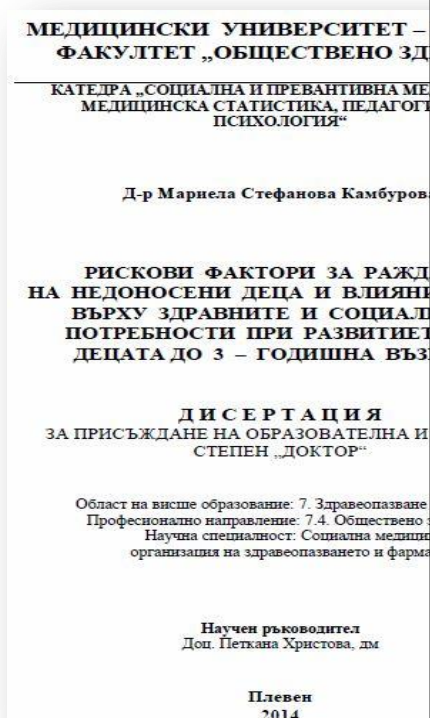 МЕДИЦИНСКИ УНИВЕРСИТЕТ –
ФАКУЛТЕТ „ОБЩЕСТВЕНО ЗД
КАТЕДРА „СОЦИАЛНА И ПРЕВАНТИВНА МЕ
МЕДИЦИНСКА СТАТИСТИКА, ПЕДАГОГ
ПСИХОЛОГИЯ“
Д-р Мариела Стефанова Камбуров
РИСКОВИ ФАКТОРИ ЗА РАЖД
НА НЕДОНОСЕНИ ДЕЦА И ВЛИЯНИ
ВЪРХУ ЗДРАВНИТЕ И СОЦИАЛ
ПОТРЕБНОСТИ ПРИ РАЗВИТИЕТ
ДЕЦАТА ДО 3 – ГОДИШНА ВЪЗ
ДИСЕРТАЦИЯ
ЗА ПРИСЪЖДАНЕ НА ОБРАЗОВАТЕЛНА И
СТЕПЕН „ДОКТОР“
Област на висше образование: 7. Здравеопазване
Професионално направление: 7.4. Обществено
Научна специалност: Социална медици
организация на здравеопазването и фарма
Научен ръководител
Доц. Петкана Христова, дм
Плевен
2014